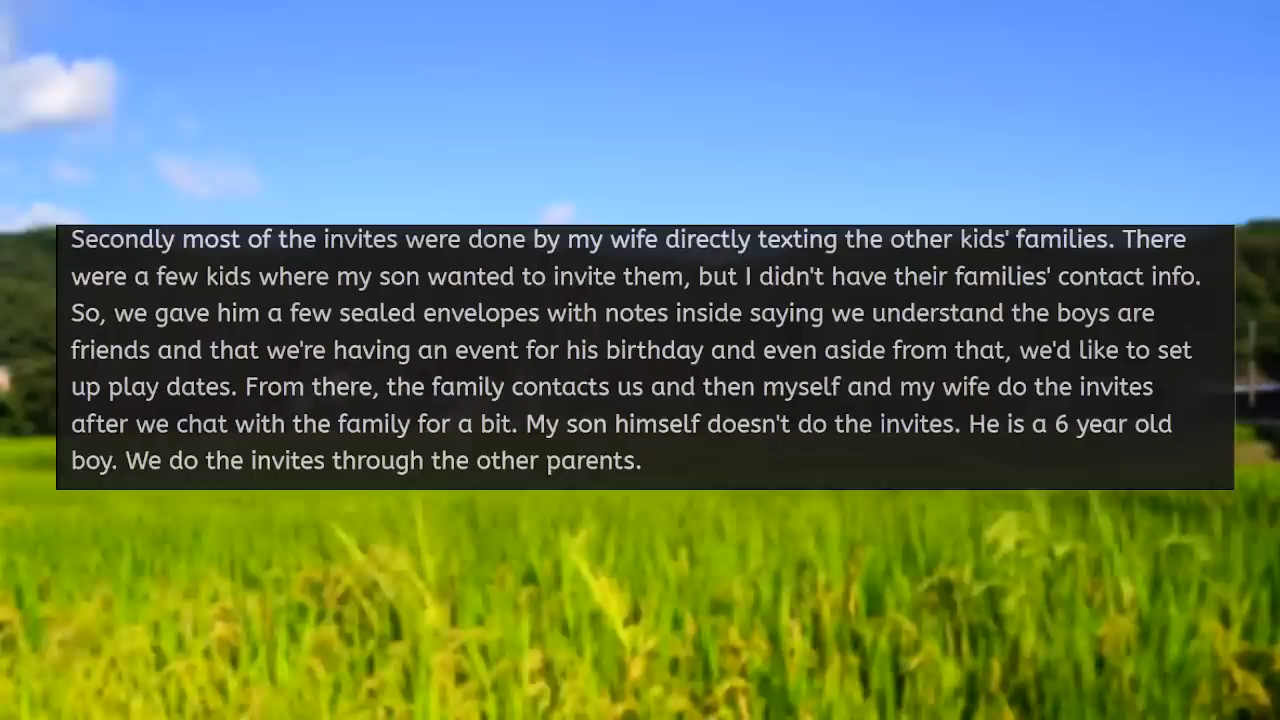 Secondly most of the invites were done by my wife directly texting the other kids' families. There
were a few kids where my son wanted to invite them, but I didn't have their families' contact info.
So, we gave him a few sealed envelopes with notes inside saying we understand the boys are
friends and that we're having an event for his birthday and even aside from that, we'd like to set
up play dates. From there, the family contacts us and then myself and my wife do the invites
after we chat with the family for a bit. My son himself doesn't do the invites. He is a 6 year old
boy. We do the invites through the other parents.